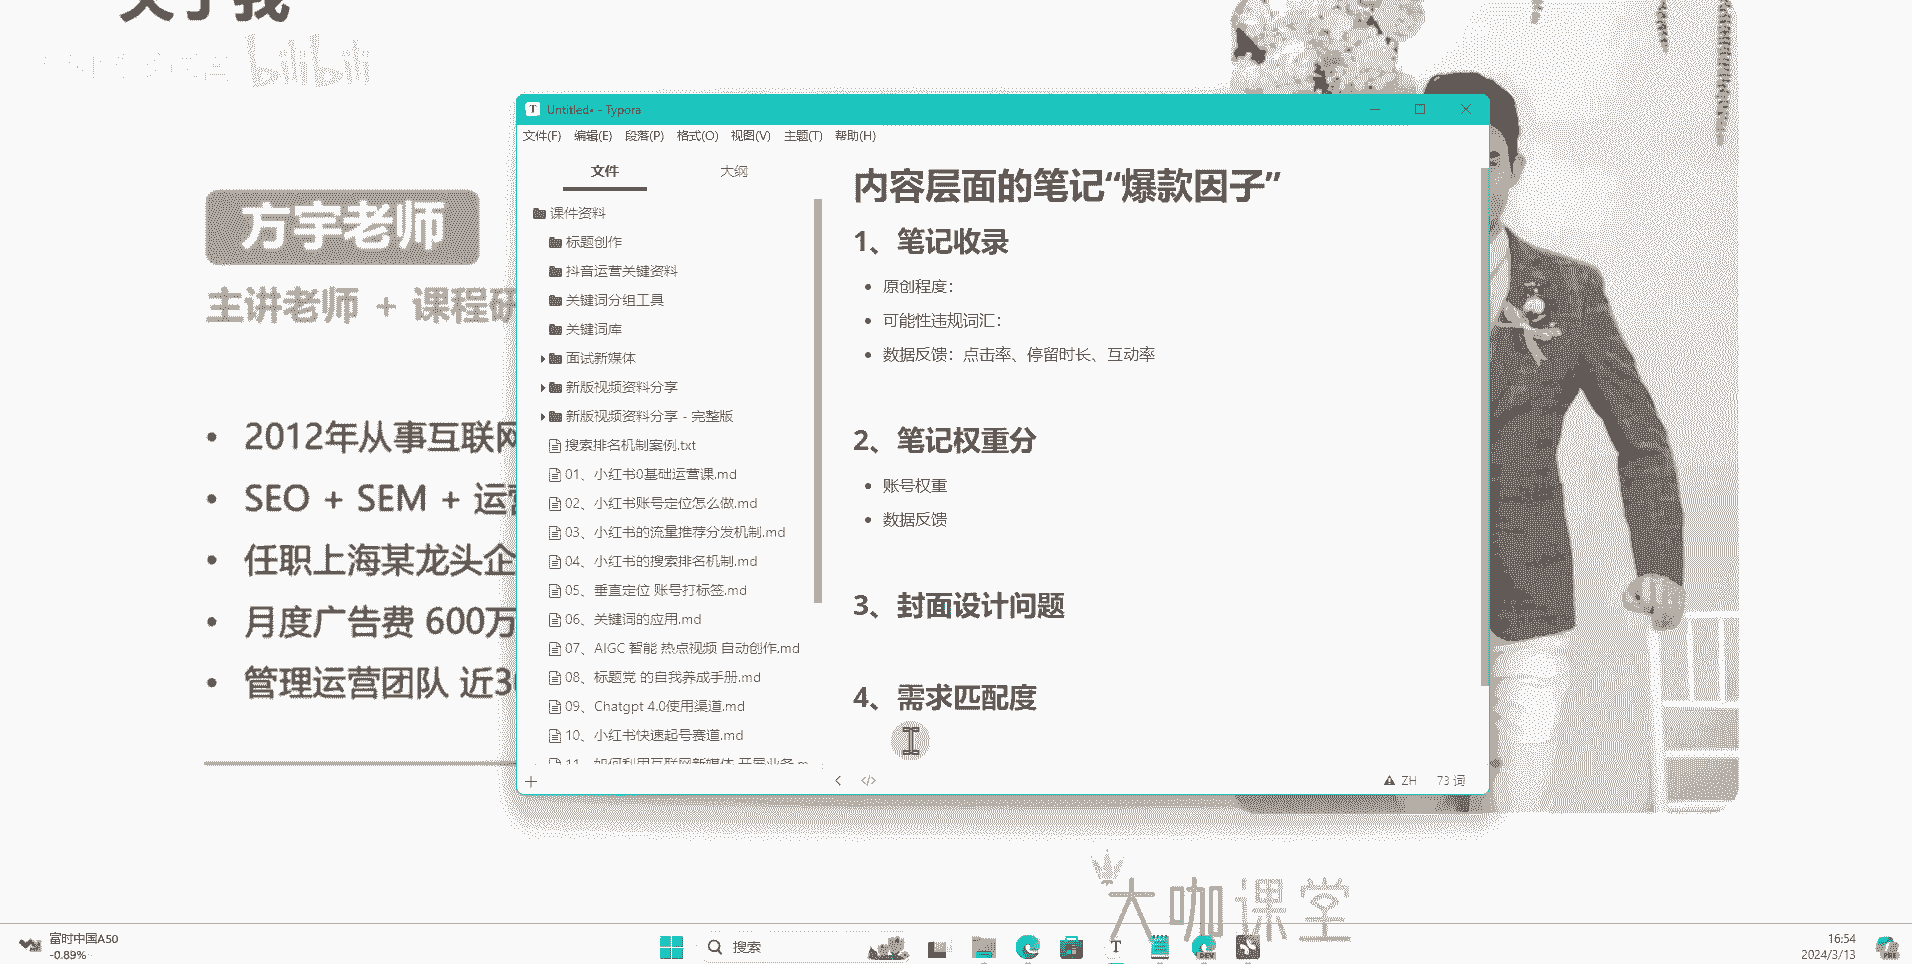 关于我
bilibili
方宇老师
主讲老师 + 课程研
2012年从事互联网
SEO + SEM + 运营
任职上海某龙头企
月度广告费 600万
管理运营团队 近30
Untitled• - Typora
文件(F) 编辑(E) 段落(P) 格式(O) 视图(V) 主题(T) 帮助(H)
文件 大纲
课件资料
标题创作
抖音运营关键资料
关键词分组工具
关键词库
面试新媒体
新版视频资料分享
新版视频资料分享 - 完整版
搜索排名机制案例.txt
01、小红书0基础运营课.md
02、小红书账号定位怎么做.md
03、小红书的流量推荐分发机制.md
04、小红书的搜索排名机制.md
05、垂直定位 账号打标签.md
06、关键词的应用.md
07、AIGC 智能 热点视频 自动创作.md
08、标题党 的自我养成手册.md
09、Chatgpt 4.0使用渠道.md
10、小红书快速起号赛道.md
11、如何利用互联网新媒体 开展业务.m
内容层面的笔记“爆款因子”
1、笔记收录
原创程度：
可能性违规词汇：
数据反馈：点击率、停留时长、互动率
2、笔记权重分
账号权重
数据反馈
3、封面设计问题
4、需求匹配度
ZH 73 词
大咖课堂
富时中国A50
-0.89%
搜索
16:54
2024/3/13